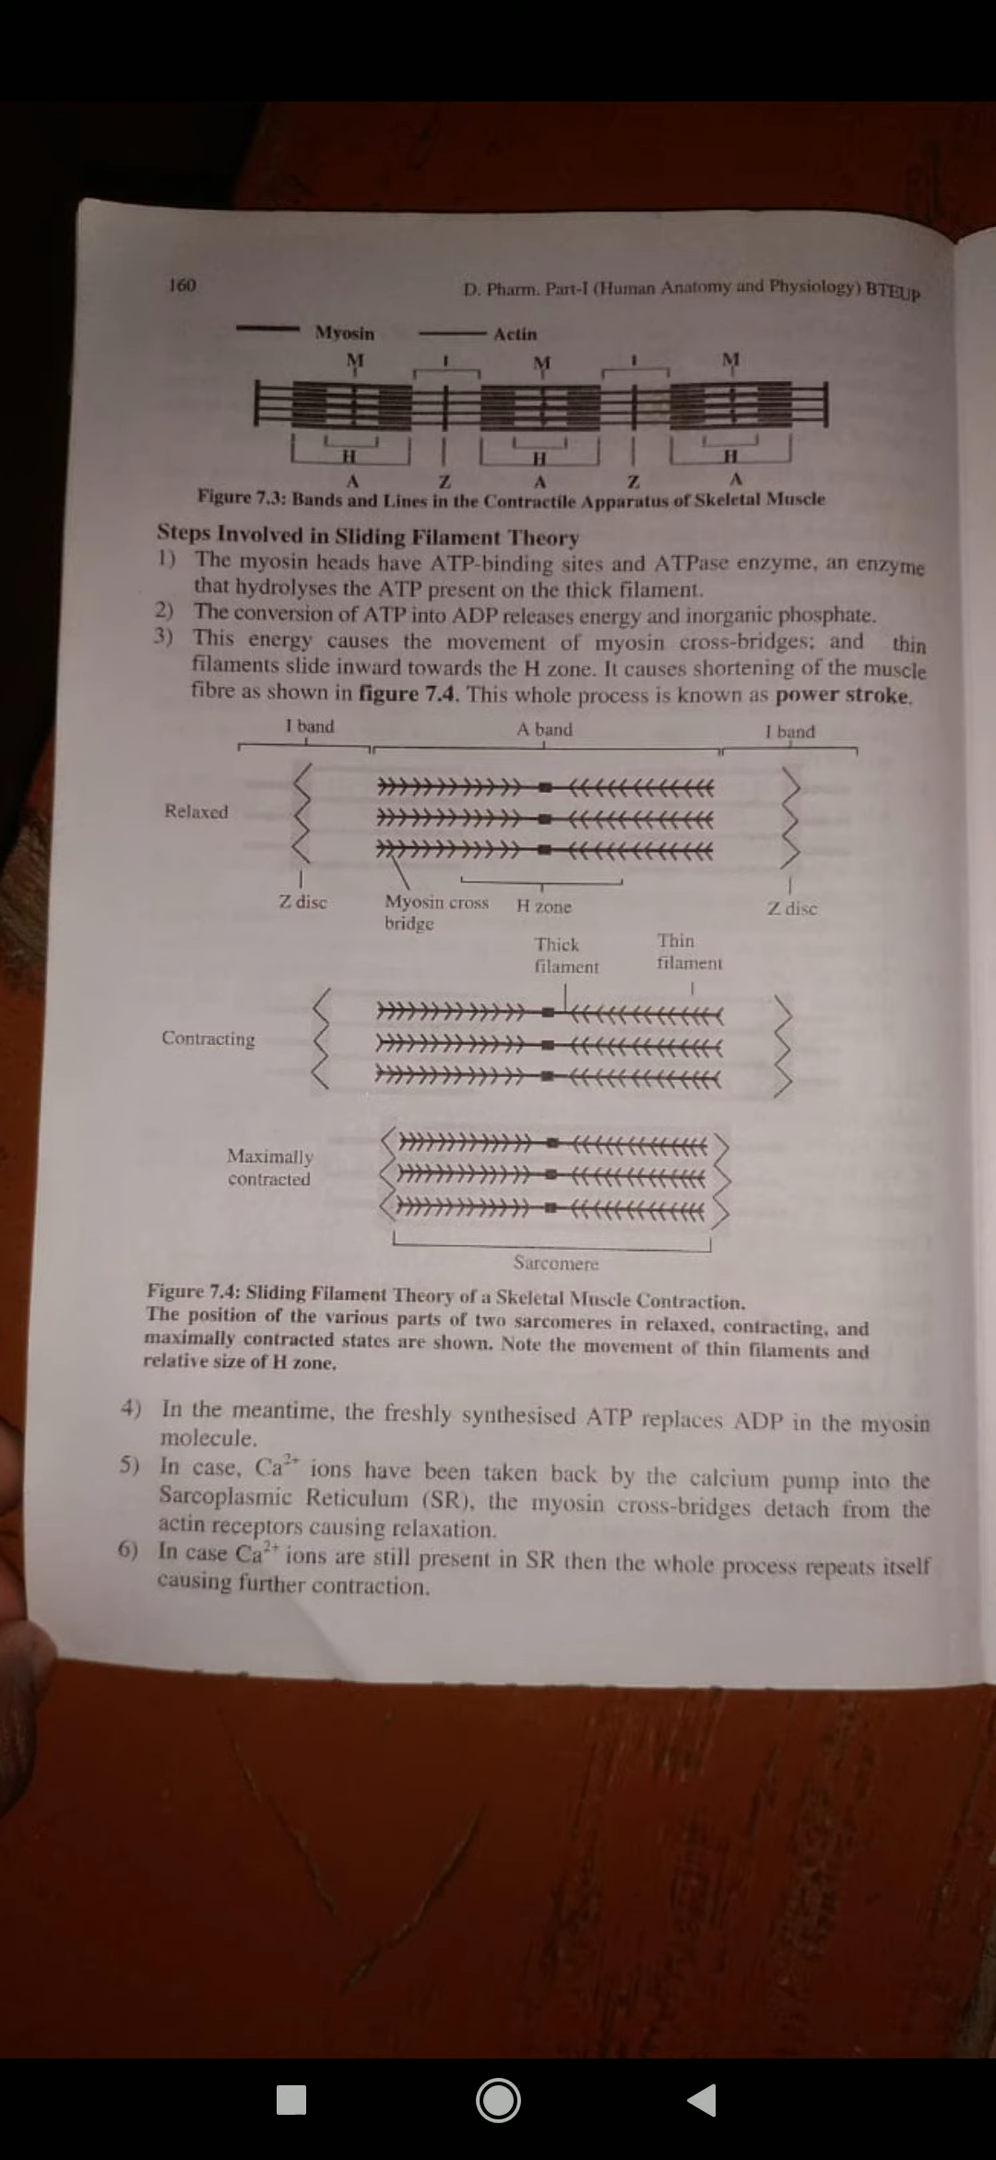 160
D. Pharm. Part-I (Human Anatomy and Physiology) BTEUP
Myosin Actin
M I M I M
H H H
A Z A Z A
Figure 7.3: Bands and Lines in the Contractile Apparatus of Skeletal Muscle
Steps Involved in Sliding Filament Theory
1) The myosin heads have ATP-binding sites and ATPase enzyme, an enzyme
that hydrolyses the ATP present on the thick filament.
2) The conversion of ATP into ADP releases energy and inorganic phosphate.
3) This energy causes the movement of myosin cross-bridges; and thin
filaments slide inward towards the H zone. It causes shortening of the muscle
fibre as shown in figure 7.4. This whole process is known as power stroke.
I band A band I band
Relaxed
Z disc Myosin cross H zone Z disc
bridge
Thick Thin
filament filament
Contracting
Maximally
contracted
Sarcomere
Figure 7.4: Sliding Filament Theory of a Skeletal Muscle Contraction.
The position of the various parts of two sarcomeres in relaxed, contracting, and
maximally contracted states are shown. Note the movement of thin filaments and
relative size of H zone.
4) In the meantime, the freshly synthesised ATP replaces ADP in the myosin
molecule.
5) In case, Ca²⁺ ions have been taken back by the calcium pump into the
Sarcoplasmic Reticulum (SR), the myosin cross-bridges detach from the
actin receptors causing relaxation.
6) In case Ca²⁺ ions are still present in SR then the whole process repeats itself
causing further contraction.